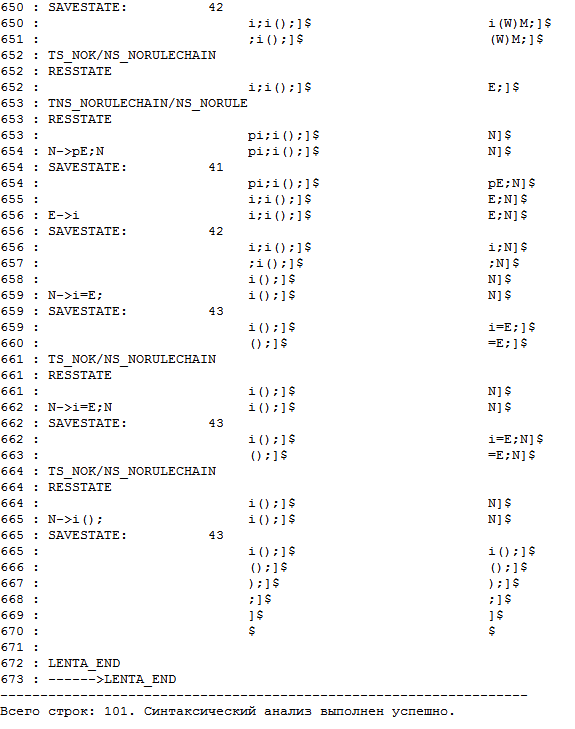 650 : SAVESTATE:          42
650 :                          i;i();]$                      i(W)M;]$
651 :                          ;i();]$                       (W)M;]$
652 : TS_NOK/NS_NORULECHAIN
652 : RESSTATE
652 :                          i;i();]$                      E;]$
653 : TNS_NORULECHAIN/NS_NORULE
653 : RESSTATE
653 :                          pi;i();]$                     N]$
654 : N->pE;N                  pi;i();]$                     N]$
654 : SAVESTATE:          41
654 :                          pi;i();]$                     pE;N]$
655 :                          i;i();]$                      E;N]$
656 : E->i                     i;i();]$                      E;N]$
656 : SAVESTATE:          42
656 :                          i;i();]$                      i;N]$
657 :                          ;i();]$                       ;N]$
658 :                          i();]$                        N]$
659 : N->i=E;                  i();]$                        N]$
659 : SAVESTATE:          43
659 :                          i();]$                        i=E;]$
660 :                          ();]$                         =E;]$
661 : TS_NOK/NS_NORULECHAIN
661 : RESSTATE
661 :                          i();]$                        N]$
662 : N->i=E;N                 i();]$                        N]$
662 : SAVESTATE:          43
662 :                          i();]$                        i=E;N]$
663 :                          ();]$                         =E;N]$
664 : TS_NOK/NS_NORULECHAIN
664 : RESSTATE
664 :                          i();]$                        N]$
665 : N->i();                  i();]$                        N]$
665 : SAVESTATE:          43
665 :                          i();]$                        i();]$
666 :                          ();]$                         ();]$
667 :                          );]$                          );]$
668 :                          ;]$                           ;]$
669 :                          ]$                            ]$
670 :                          $                             $
671 :
672 : LENTA_END
673 : ------>LENTA_END
------------------------------------------------------------------
Всего строк: 101. Синтаксический анализ выполнен успешно.